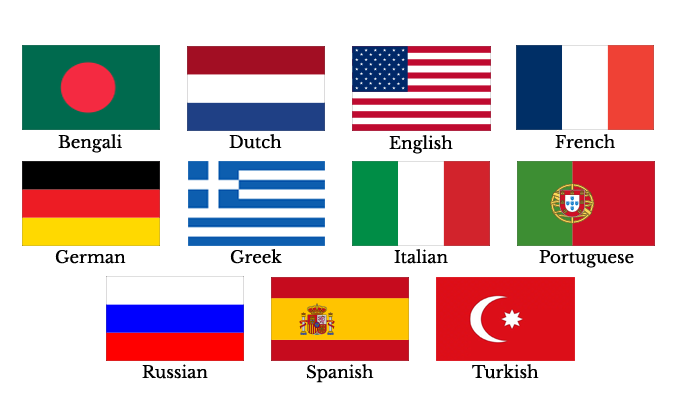 Bengali
Dutch
English
French
German
Greek
Italian
Portuguese
Russian
Spanish
Turkish